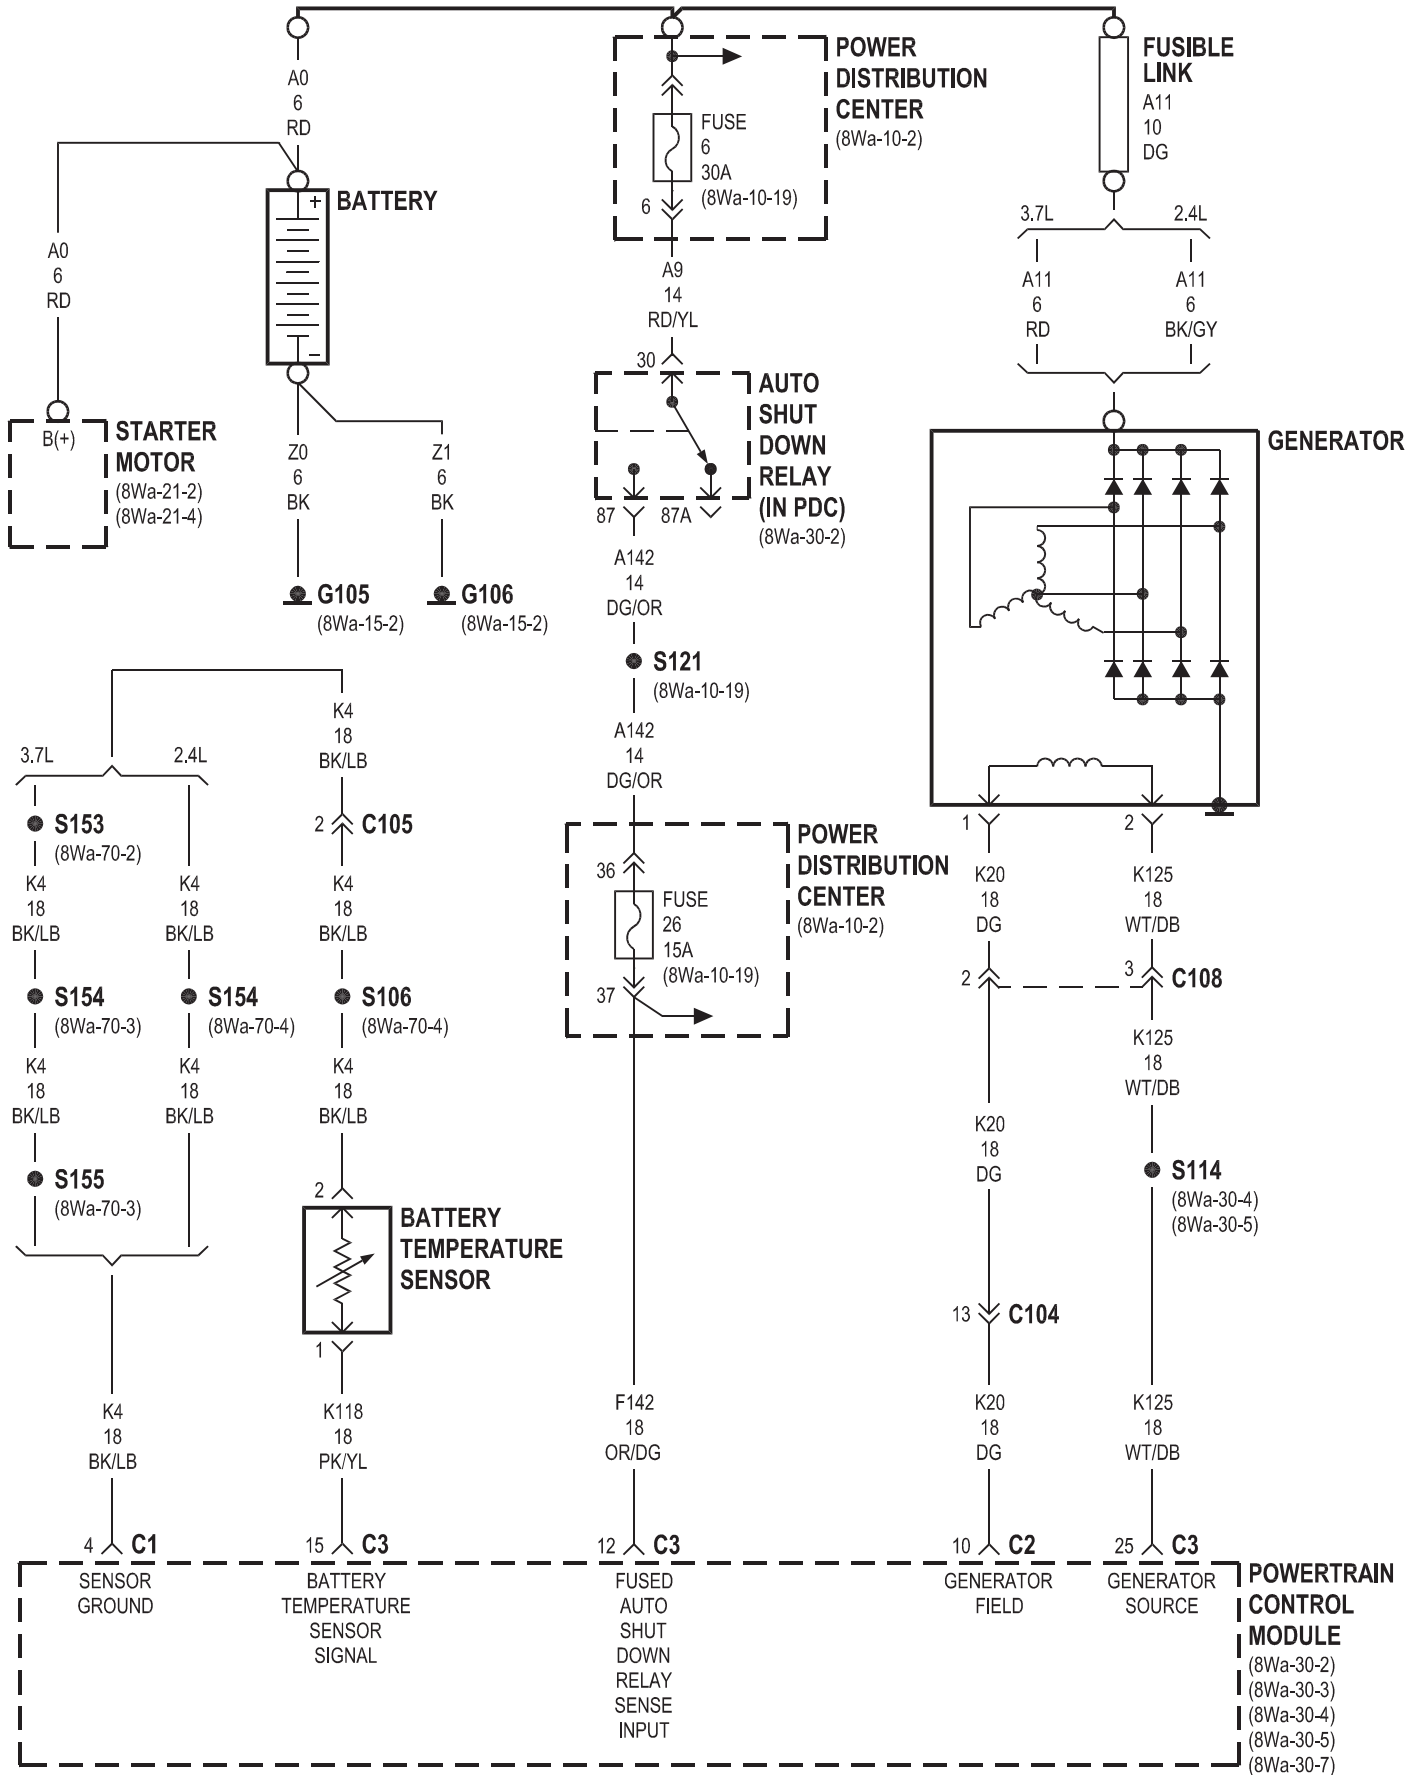 A0
6
RD
A0
6
RD
+
BATTERY
–
B(+)
STARTER
MOTOR
(8Wa-21-2)
(8Wa-21-4)
Z0
6
BK
Z1
6
BK
G105
(8Wa-15-2)
G106
(8Wa-15-2)
POWER
DISTRIBUTION
CENTER
(8Wa-10-2)
FUSE
6
30A
(8Wa-10-19)
6
A9
14
RD/YL
30
AUTO
SHUT
DOWN
RELAY
(IN PDC)
(8Wa-30-2)
87
87A
A142
14
DG/OR
S121
(8Wa-10-19)
A142
14
DG/OR
POWER
DISTRIBUTION
CENTER
(8Wa-10-2)
36
FUSE
26
15A
(8Wa-10-19)
37
F142
18
OR/DG
FUSIBLE
LINK
A11
10
DG
3.7L
2.4L
A11
6
RD
A11
6
BK/GY
GENERATOR
1
2
K20
18
DG
K125
18
WT/DB
2
3
C108
K125
18
WT/DB
K20
18
DG
S114
(8Wa-30-4)
(8Wa-30-5)
13
C104
K20
18
DG
K125
18
WT/DB
K4
18
BK/LB
3.7L
2.4L
S153
(8Wa-70-2)
2
C105
K4
18
BK/LB
K4
18
BK/LB
K4
18
BK/LB
S154
(8Wa-70-3)
S154
(8Wa-70-4)
S106
(8Wa-70-4)
K4
18
BK/LB
K4
18
BK/LB
K4
18
BK/LB
S155
(8Wa-70-3)
2
BATTERY
TEMPERATURE
SENSOR
1
K4
18
BK/LB
K118
18
PK/YL
4
C1
15
C3
12
C3
10
C2
25
C3
SENSOR
GROUND
BATTERY
TEMPERATURE
SENSOR
SIGNAL
FUSED
AUTO
SHUT
DOWN
RELAY
SENSE
INPUT
GENERATOR
FIELD
GENERATOR
SOURCE
POWERTRAIN
CONTROL
MODULE
(8Wa-30-2)
(8Wa-30-3)
(8Wa-30-4)
(8Wa-30-5)
(8Wa-30-7)